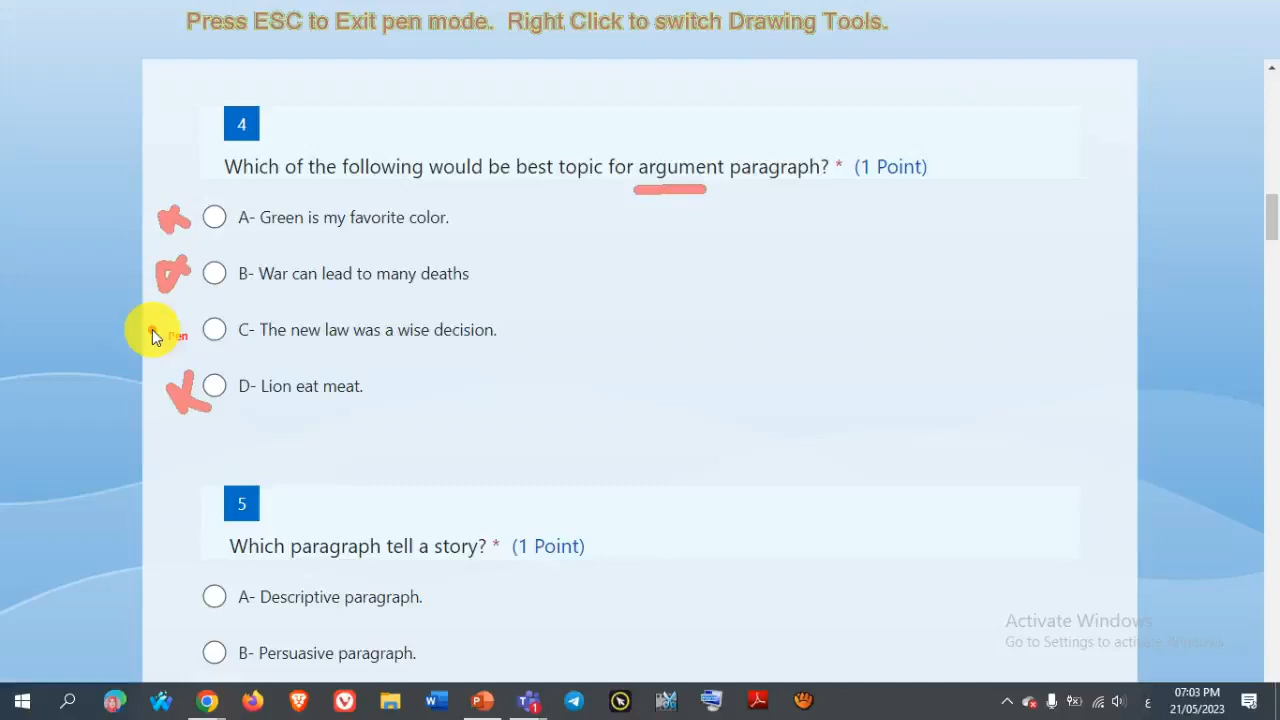 Press ESC to Exit pen mode.  Right Click to switch Drawing Tools.
4
Which of the following would be best topic for argument paragraph? * (1 Point)
A- Green is my favorite color.
B- War can lead to many deaths
Pen
C- The new law was a wise decision.
D- Lion eat meat.
5
Which paragraph tell a story? * (1 Point)
A- Descriptive paragraph.
B- Persuasive paragraph.
Activate Windows
Go to Settings to activate Windows.
07:03 PM
ع
21/05/2023